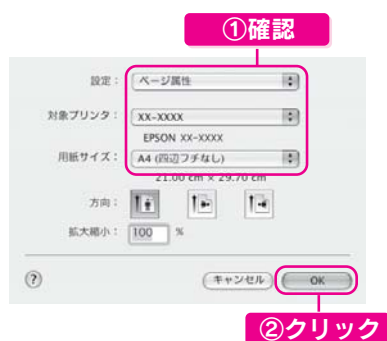 ①確認
設定： ページ属性
対象プリンタ： XX-XXXX
EPSON XX-XXXX
用紙サイズ： A4 (四辺フチなし)
21.00 cm × 29.70 cm
方向：
拡大縮小： 100 %
? キャンセル OK
②クリック